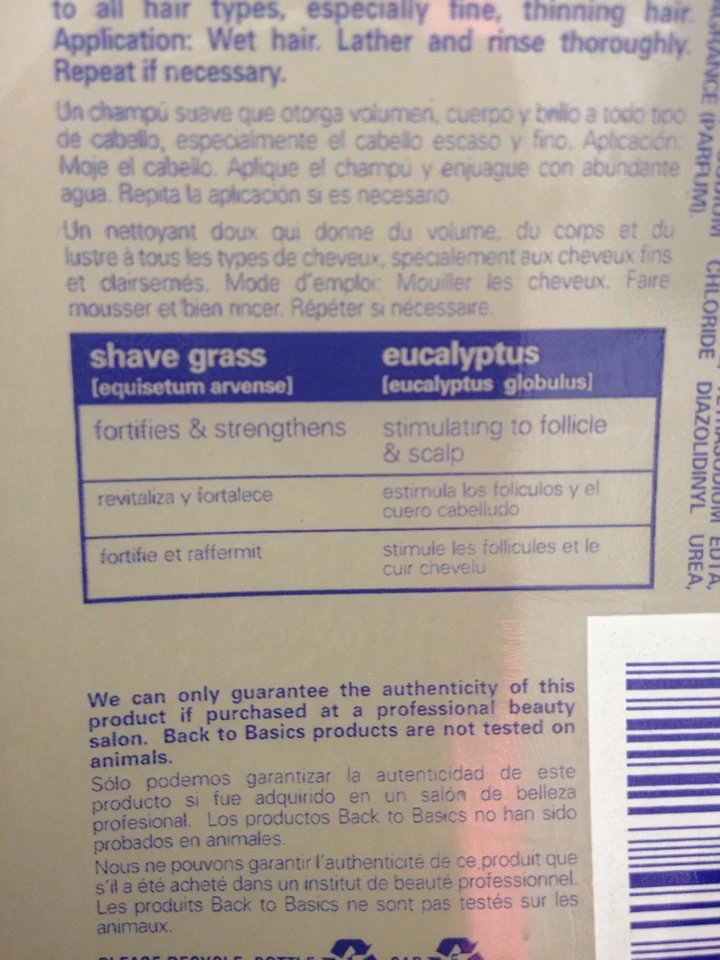 to all hair types, especially fine, thinning hair.
Application: Wet hair. Lather and rinse thoroughly.
Repeat if necessary.
Un champú suave que otorga volumen, cuerpo y brillo a todo tipo
de cabello, especialmente el cabello escaso y fino. Aplicación:
Moje el cabello. Aplique el champú y enjuague con abundante
agua. Repita la aplicación si es necesario.
Un nettoyant doux qui donne du volume, du corps et du
lustre à tous les types de cheveux, spécialement aux cheveux fins
et clairsemés. Mode d'emploi: Mouiller les cheveux. Faire
mousser et bien rincer. Répéter si nécessaire.
shave grass
[equisetum arvense]
eucalyptus
[eucalyptus globulus]
fortifies & strengthens
stimulating to follicle
& scalp
revitaliza y fortalece
estimula los foliculos y el
cuero cabelludo
fortifie et raffermit
stimule les follicules et le
cuir chevelu
We can only guarantee the authenticity of this
product if purchased at a professional beauty
salon. Back to Basics products are not tested on
animals.
Sólo podemos garantizar la autenticidad de este
producto si fue adquirido en un salón de belleza
profesional. Los productos Back to Basics no han sido
probados en animales.
Nous ne pouvons garantir l'authenticité de ce produit que
s'il a été acheté dans un institut de beauté professionnel.
Les produits Back to Basics ne sont pas testés sur les
animaux.
PLEASE RECYCLE BOTTLE CAP
(PARFUM),
CHLORIDE DIAZOLIDINYL UREA,
EDTA,